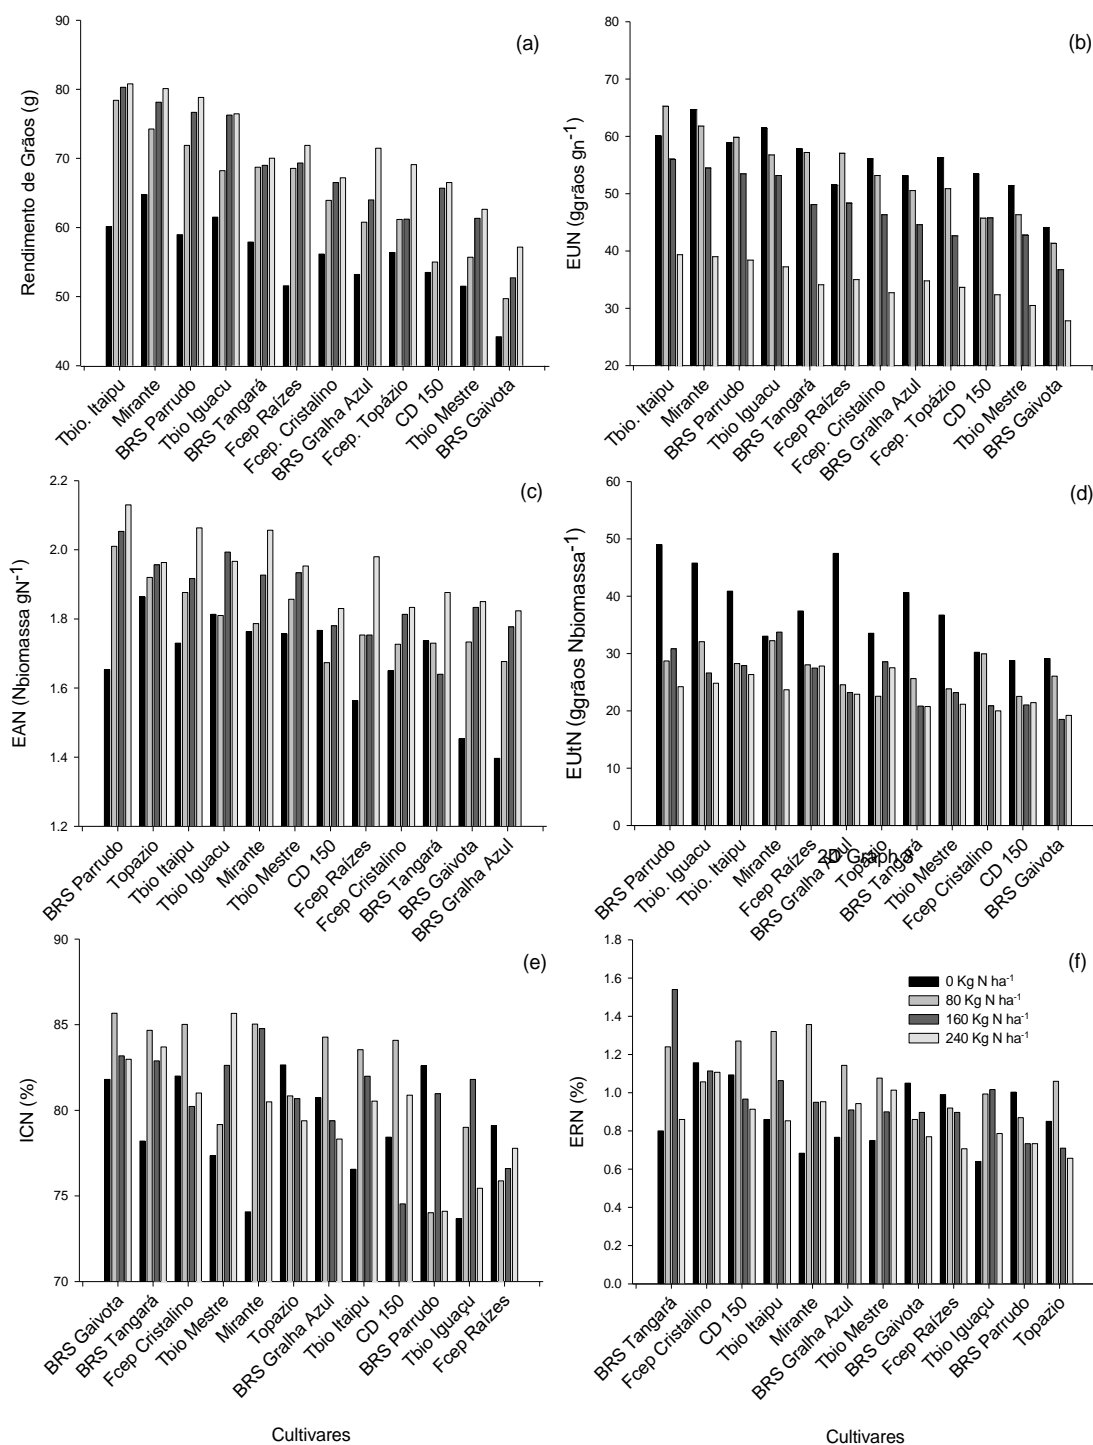 90
80
70
60
50
40
Rendimento de Grãos (g)
(a)
Tbio. Itaipu
Mirante
BRS Parrudo
Tbio Iguacu
BRS Tangará
Fcep Raízes
Fcep. Cristalino
BRS Gralha Azul
Fcep. Topázio
CD 150
Tbio Mestre
BRS Gaivota
80
70
60
50
40
30
20
EUN (ggrãos gn-1)
(b)
Tbio. Itaipu
Mirante
BRS Parrudo
Tbio Iguacu
BRS Tangará
Fcep Raízes
Fcep. Cristalino
BRS Gralha Azul
Fcep. Topázio
CD 150
Tbio Mestre
BRS Gaivota
2.2
2.0
1.8
1.6
1.4
1.2
EAN (Nbiomassa gN-1)
(c)
BRS Parrudo
Topazio
Tbio Itaipu
Tbio Iguacu
Mirante
Tbio Mestre
CD 150
Fcep Raízes
Fcep Cristalino
BRS Tangará
BRS Gaivota
BRS Gralha Azul
60
50
40
30
20
10
0
EUtN (ggrãos Nbiomassa-1)
(d)
BRS Parrudo
Tbio. Iguacu
Tbio. Itaipu
Mirante
Fcep Raízes
BRS Gralha Azul
Topázio
BRS Tangará
Tbio Mestre
Fcep Cristalino
CD 150
BRS Gaivota
2D Graph
90
85
80
75
70
ICN (%)
(e)
BRS Gaivota
BRS Tangará
Fcep Cristalino
Tbio Mestre
Mirante
Topazio
BRS Gralha Azul
Tbio Itaipu
CD 150
BRS Parrudo
Tbio Iguaçu
Fcep Raízes
Cultivares
1.8
1.6
1.4
1.2
1.0
0.8
0.6
0.4
0.2
0.0
ERN (%)
(f)
0 Kg N ha-1
80 Kg N ha-1
160 Kg N ha-1
240 Kg N ha-1
BRS Tangará
Fcep Cristalino
CD 150
Tbio Itaipu
Mirante
BRS Gralha Azul
Tbio Mestre
BRS Gaivota
Fcep Raízes
Tbio Iguaçu
BRS Parrudo
Topazio
Cultivares